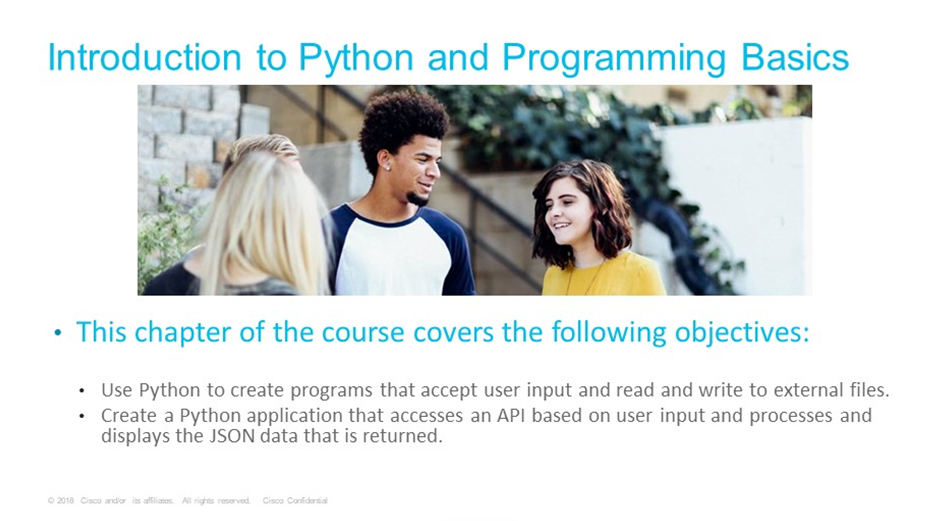 Introduction to Python and Programming Basics
• This chapter of the course covers the following objectives:
• Use Python to create programs that accept user input and read and write to external files.
• Create a Python application that accesses an API based on user input and processes and
displays the JSON data that is returned.
© 2018 Cisco and/or its affiliates. All rights reserved. Cisco Confidential